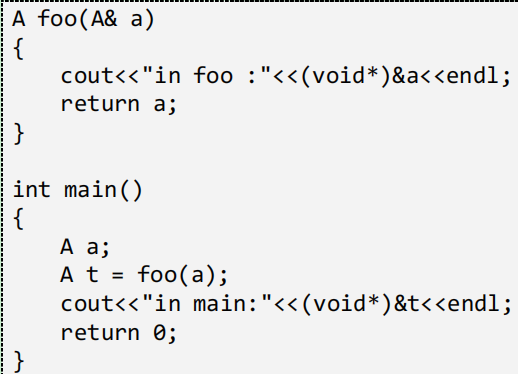 A foo(A& a)
{
    cout<<"in foo :"<<(void*)&a<<endl;
    return a;
}

int main()
{
    A a;
    A t = foo(a);
    cout<<"in main:"<<(void*)&t<<endl;
    return 0;
}